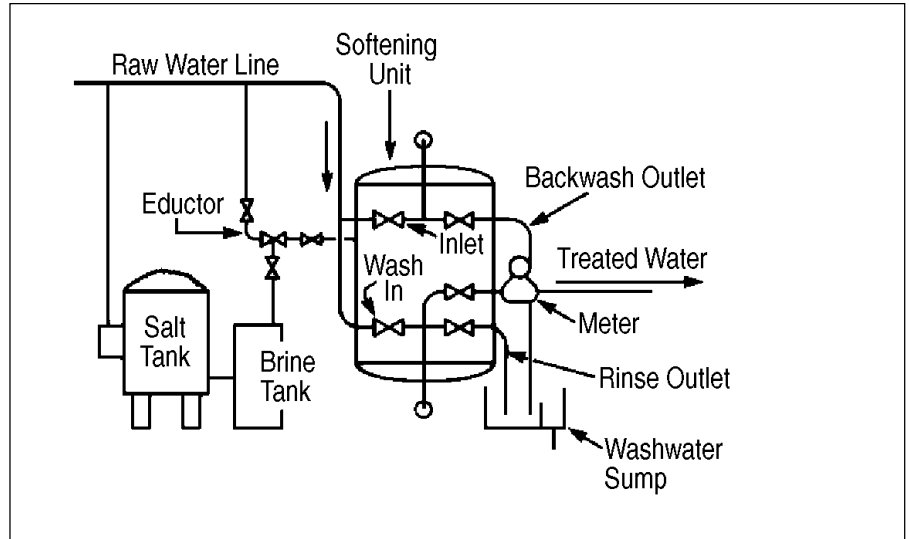 Softening
Unit
Raw Water Line
Backwash Outlet
Eductor
Inlet
Treated Water
Wash
In
Meter
Salt
Tank
Brine
Tank
Rinse Outlet
Washwater
Sump